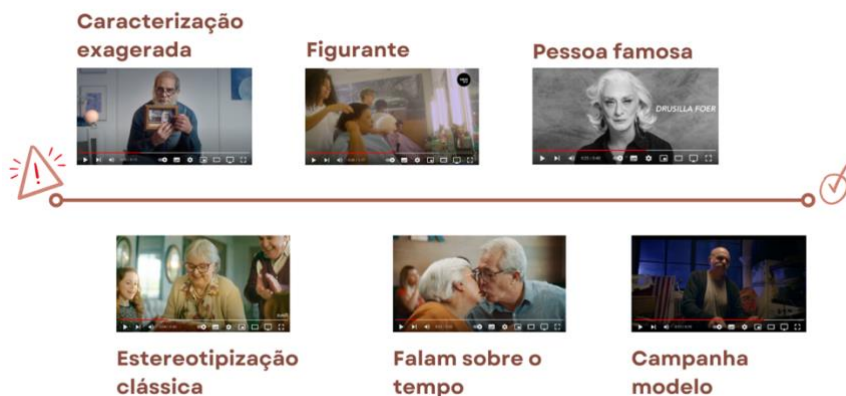 Caracterização
exagerada
Figurante
Pessoa famosa
DRUSILLA FOER
Estereotipização
clássica
Falam sobre o
tempo
Campanha
modelo